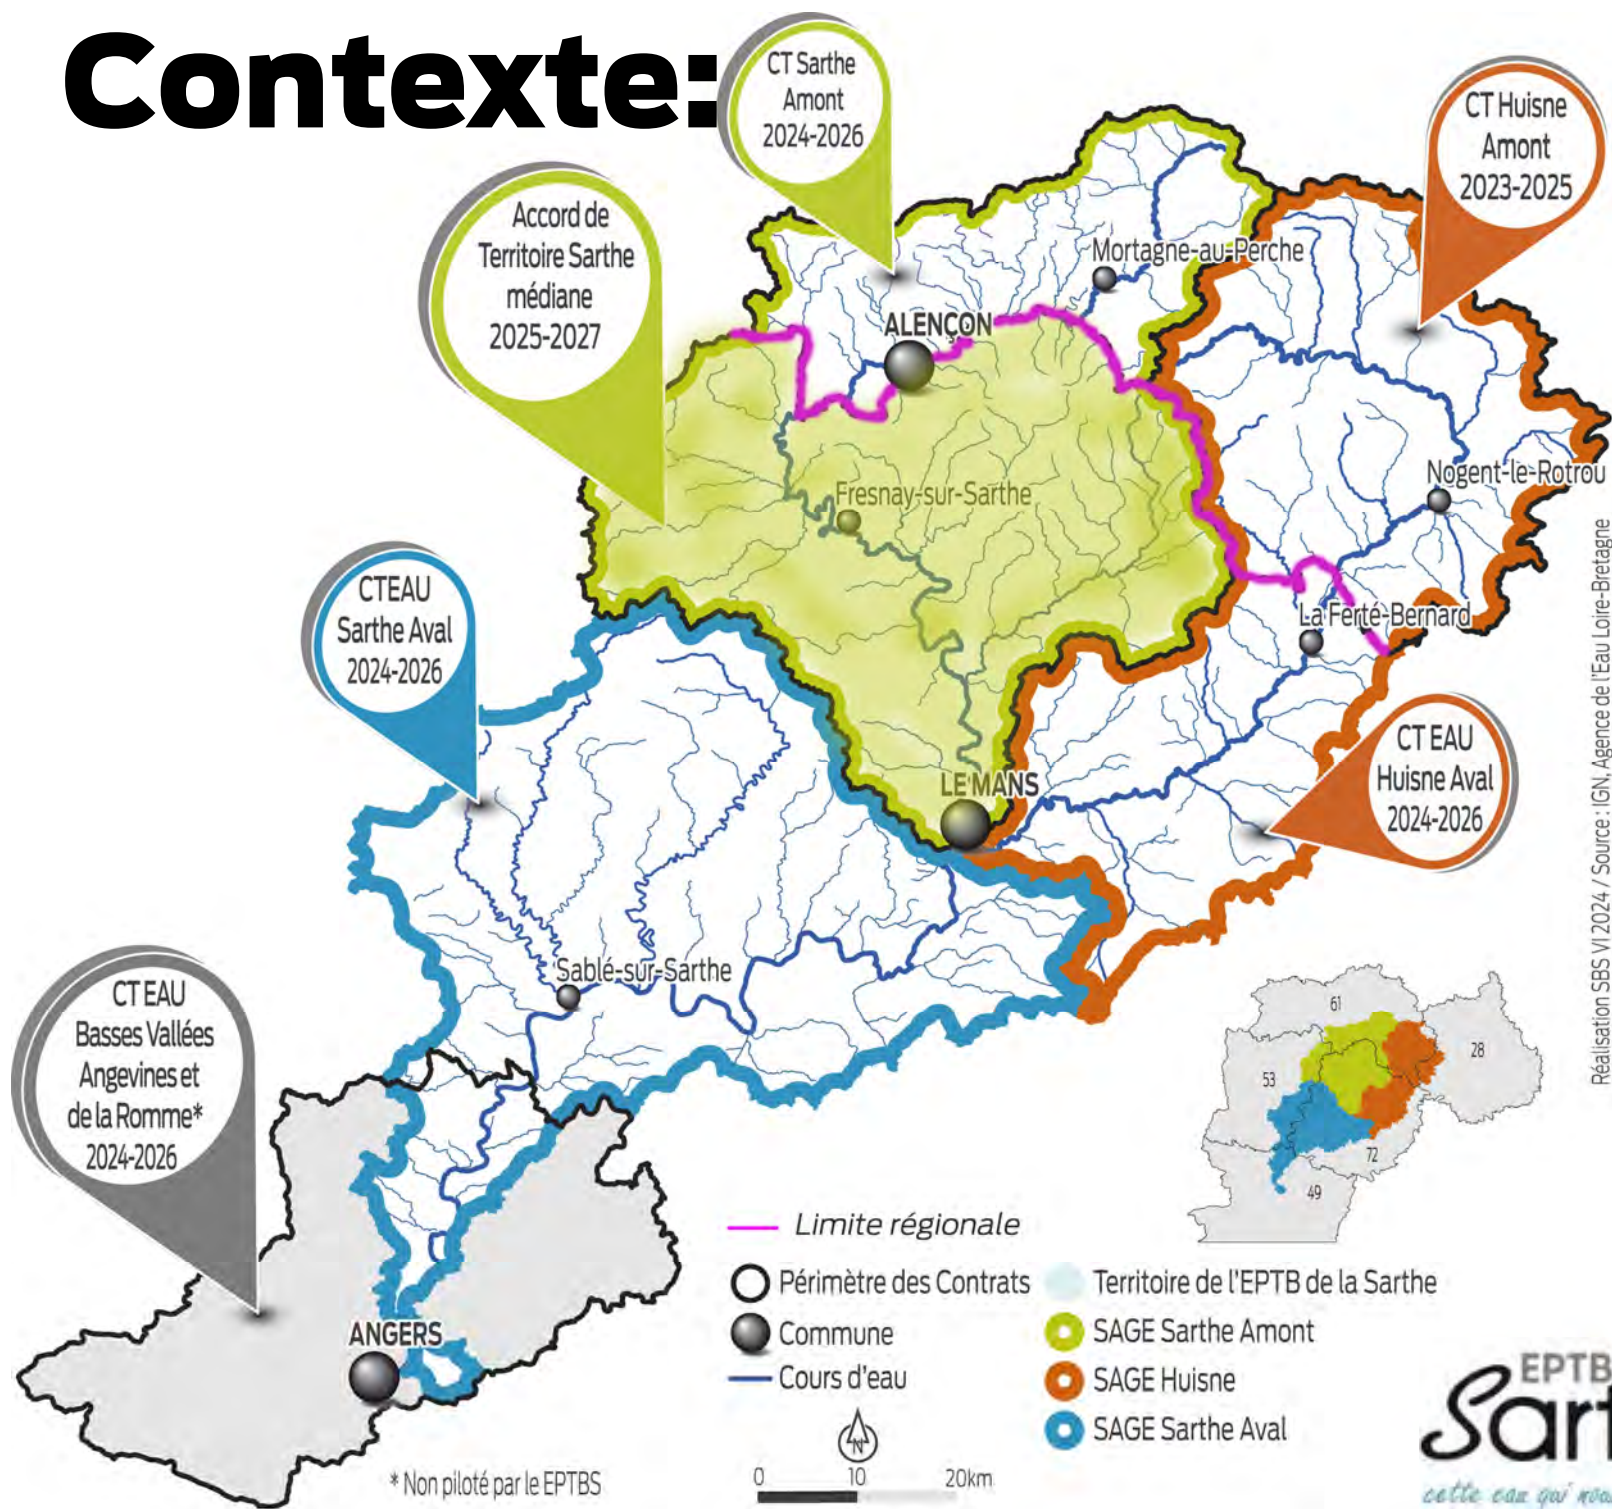 Contexte:
CT Sarthe
Amont
2024-2026
CT Huisne
Amont
2023-2025
Accord de
Territoire Sarthe
médiane
2025-2027
Mortagne-au-Perche
ALENÇON
Nogent-le-Rotrou
Fresnay-sur-Sarthe
CTEAU
Sarthe Aval
2024-2026
La Ferté-Bernard
CT EAU
Huisne Aval
2024-2026
LE MANS
Sablé-sur-Sarthe
CT EAU
Basses Vallées
Angevines et
de la Romme*
2024-2026
ANGERS
61
28
53
72
49
Limite régionale
Périmètre des Contrats
Commune
Cours d'eau
Territoire de l'EPTB de la Sarthe
SAGE Sarthe Amont
SAGE Huisne
SAGE Sarthe Aval
N
0 10 20km
* Non piloté par le EPTBS
Réalisation SBS VI 2024 / Source : IGN, Agence de l'Eau Loire-Bretagne
EPTB
Sart
cette eau qui nous